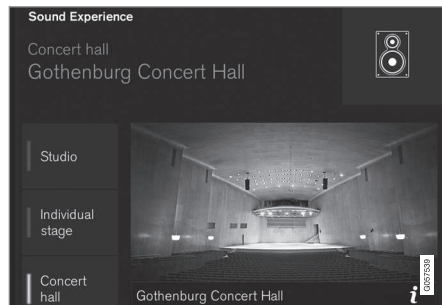 Sound Experience
Concert hall
Gothenburg Concert Hall
Studio
Individual
stage
Concert
hall
Gothenburg Concert Hall
i
G057539